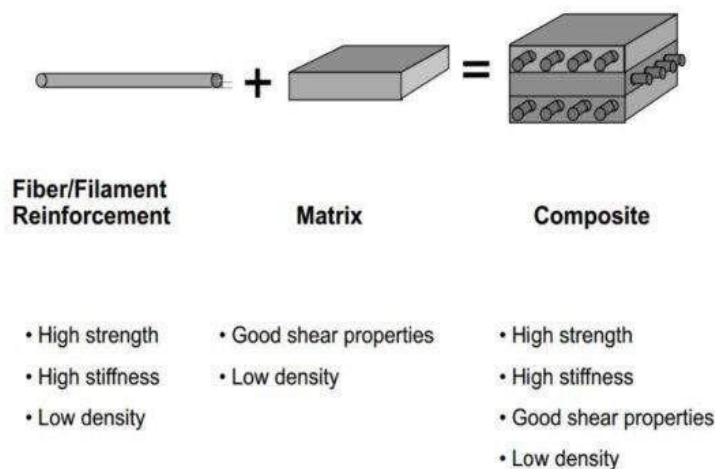 +
=
Fiber/Filament
Reinforcement
Matrix
Composite
• High strength
• High stiffness
• Low density
• Good shear properties
• Low density
• High strength
• High stiffness
• Good shear properties
• Low density